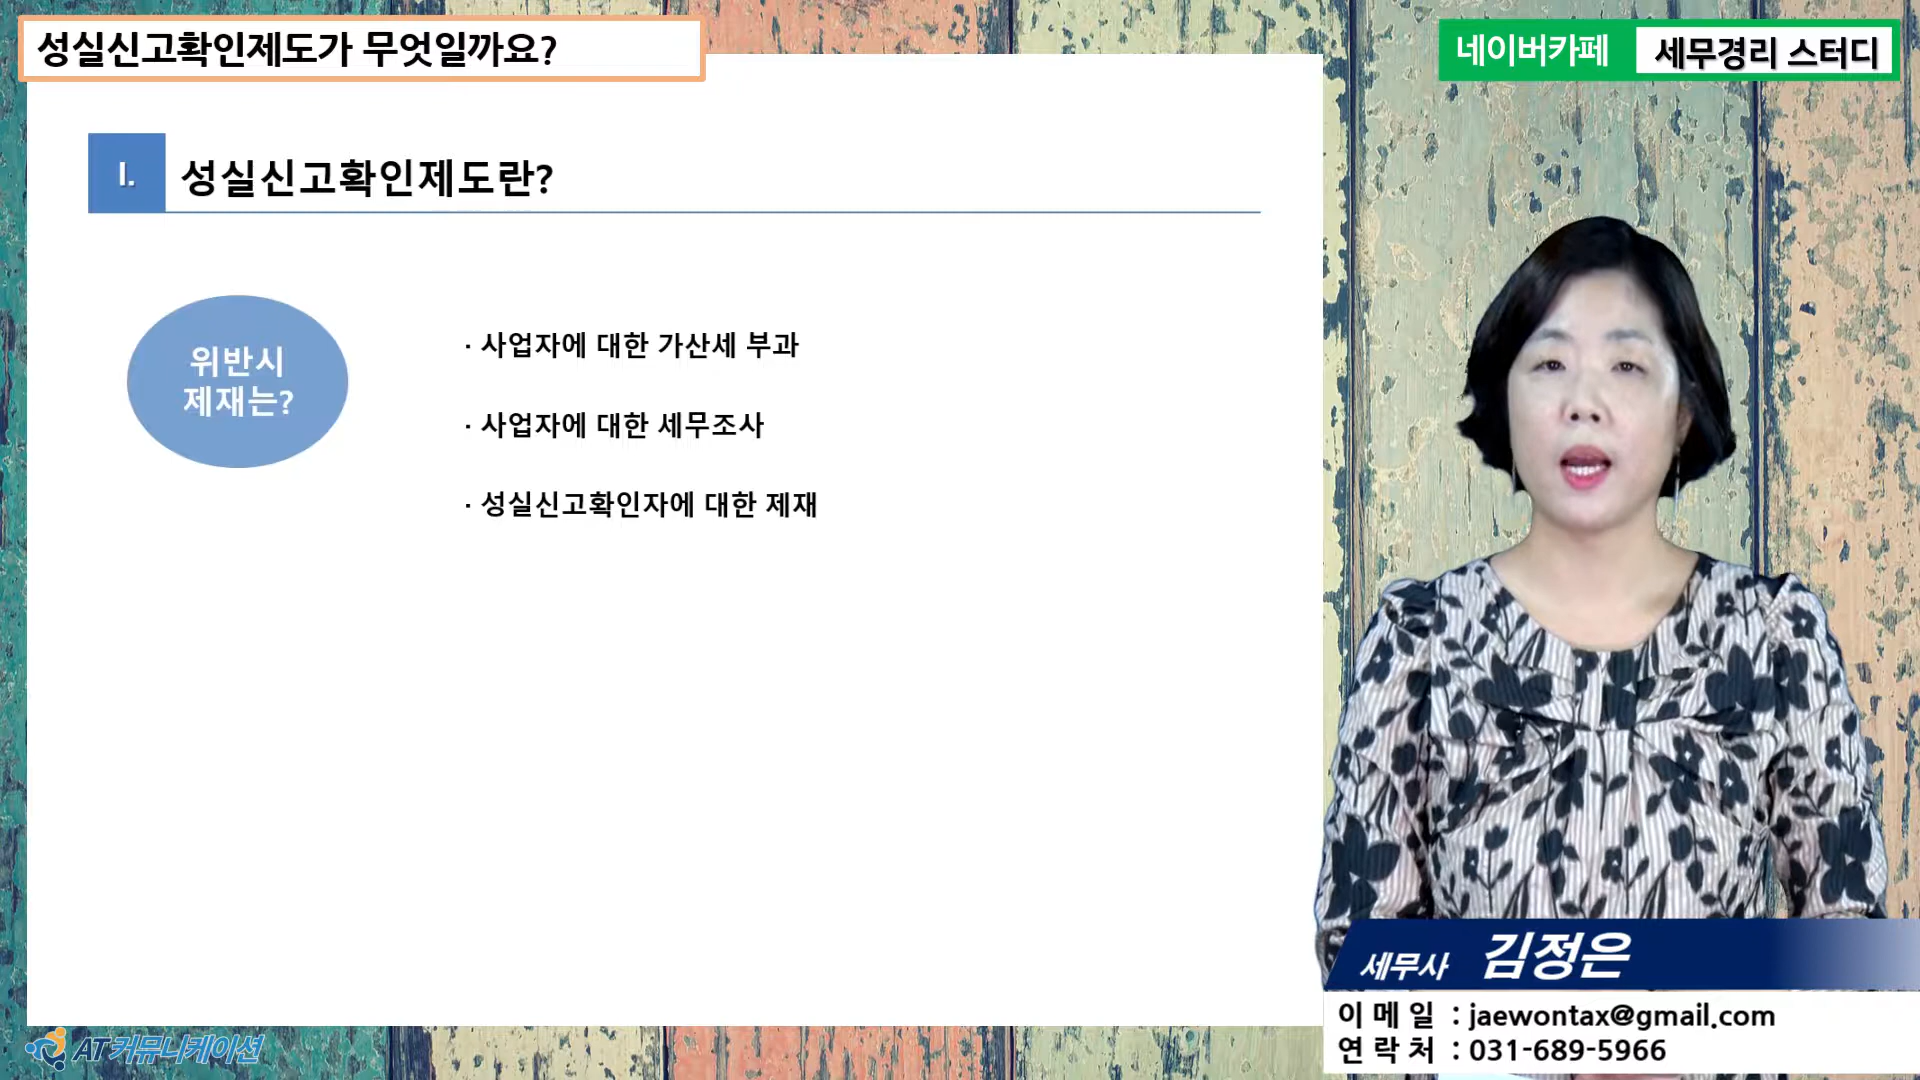 성실신고확인제도가 무엇일까요?
네이버카페 세무경리 스터디
I. 성실신고확인제도란?
위반시
제재는?
· 사업자에 대한 가산세 부과
· 사업자에 대한 세무조사
· 성실신고확인자에 대한 제재
세무사 김정은
이 메 일 : jaewontax@gmail.com
연 락 처 : 031-689-5966
AT커뮤니케이션